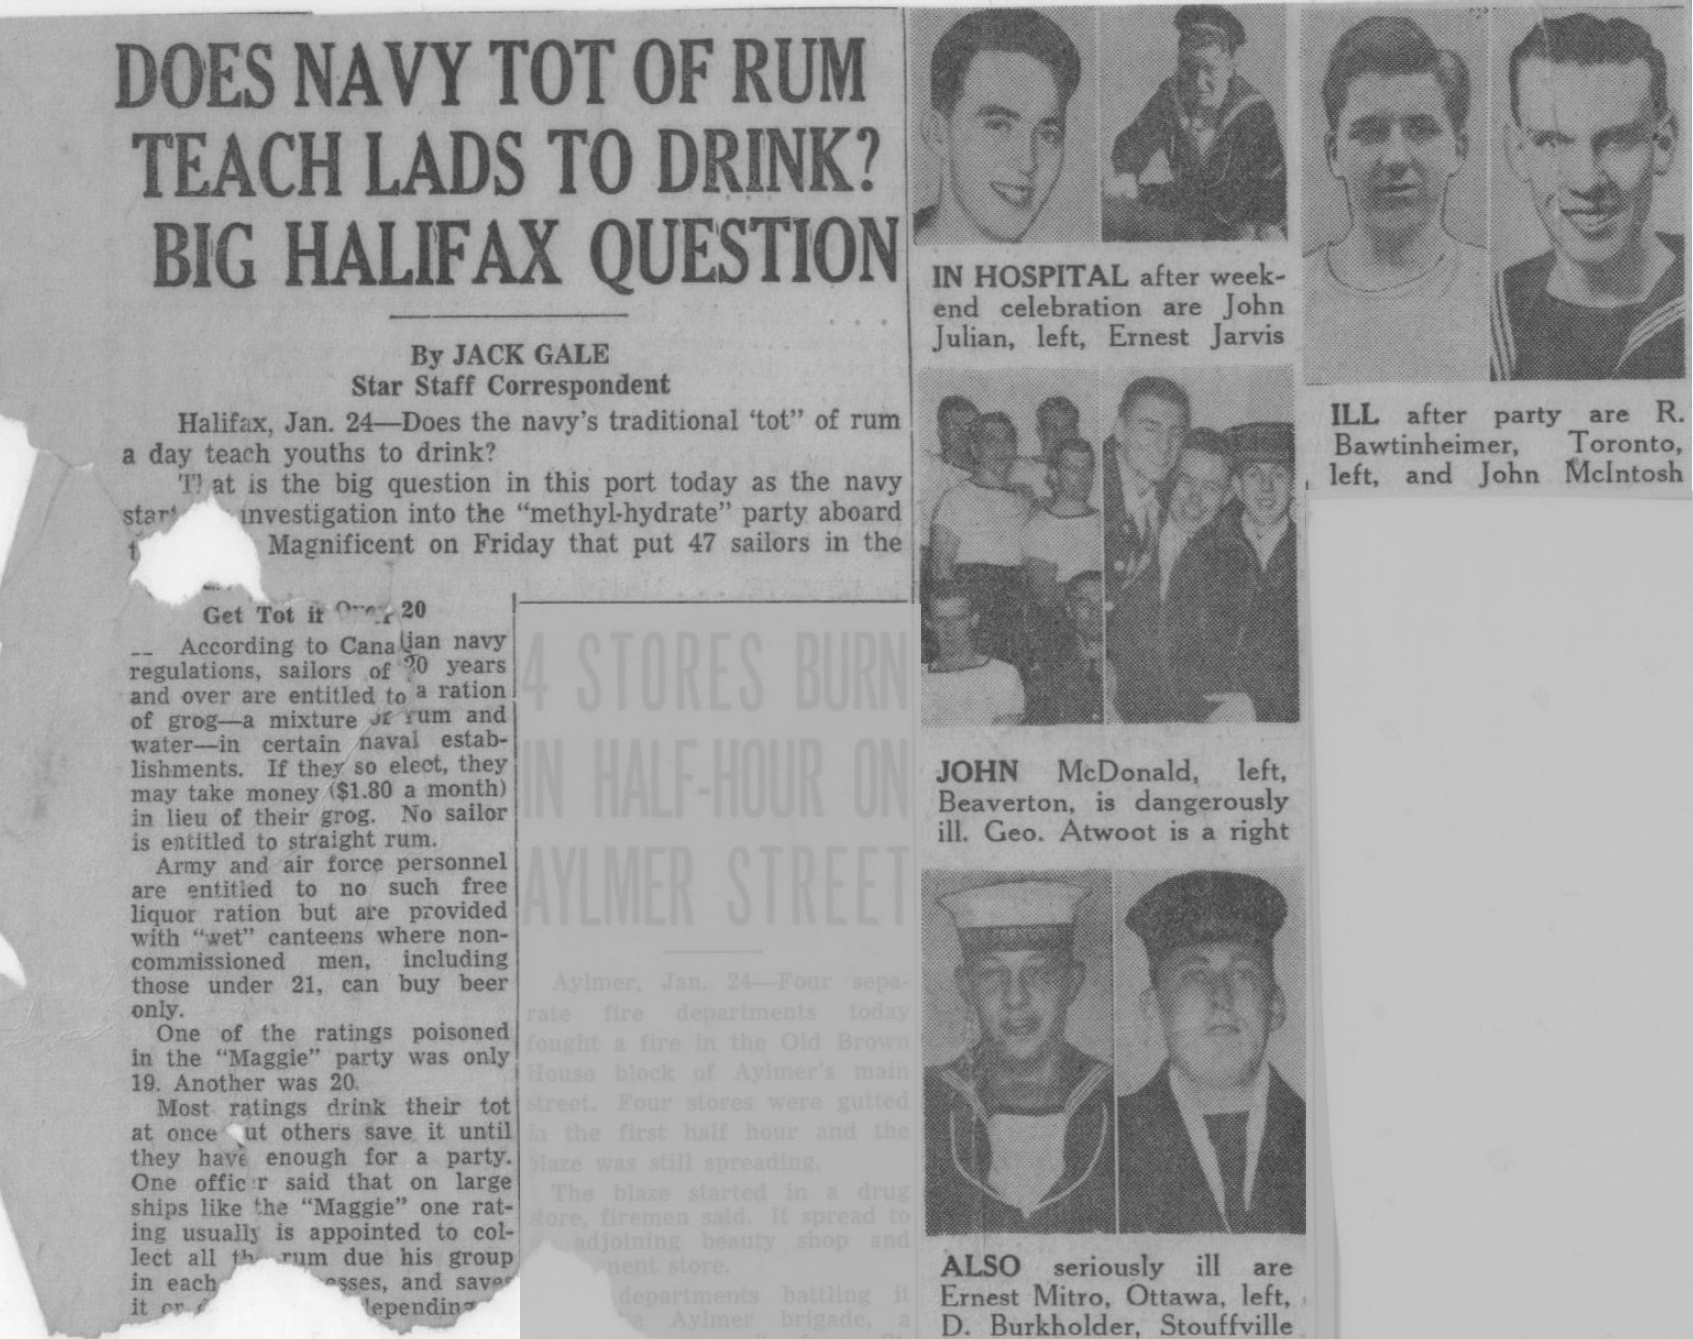 DOES NAVY TOT OF RUM
TEACH LADS TO DRINK?
BIG HALIFAX QUESTION
By JACK GALE
Star Staff Correspondent
Halifax, Jan. 24—Does the navy's traditional 'tot" of rum
a day teach youths to drink?
That is the big question in this port today as the navy
investigation into the "methyl-hydrate" party aboard
Magnificent on Friday that put 47 sailors in the
Get Tot if Over 20
According to Canadian navy
regulations, sailors of 20 years
and over are entitled to a ration
of grog—a mixture of rum and
water—in certain naval estab-
lishments. If they so elect, they
may take money ($1.80 a month)
in lieu of their grog. No sailor
is entitled to straight rum.
Army and air force personnel
are entitled to no such free
liquor ration but are provided
with "wet" canteens where non-
commissioned men, including
those under 21, can buy beer
only.
One of the ratings poisoned
in the "Maggie" party was only
19. Another was 20.
Most ratings drink their tot
at once ut others save it until
they have enough for a party.
One officer said that on large
ships like the "Maggie" one rat-
ing usually is appointed to col-
lect all the rum due his group
in each esses, and saves
it or depending
4 STORES BURN
IN HALF-HOUR ON
AYLMER STREET
Aylmer, Jan. 24—Four sepa-
rate fire departments today
fought a fire in the Old Brown
House block of Aylmer's main
street. Four stores were gutted
in the first half hour and the
blaze was still spreading.
The blaze started in a drug
store, firemen said. It spread to
adjoining beauty shop and
ment store.
departments battling it
Aylmer brigade, a
IN HOSPITAL after week-
end celebration are John
Julian, left, Ernest Jarvis
JOHN McDonald, left,
Beaverton, is dangerously
ill. Geo. Atwoot is a right
ALSO seriously ill are
Ernest Mitro, Ottawa, left,
D. Burkholder, Stouffville
ILL after party are R.
Bawtinheimer, Toronto,
left, and John McIntosh